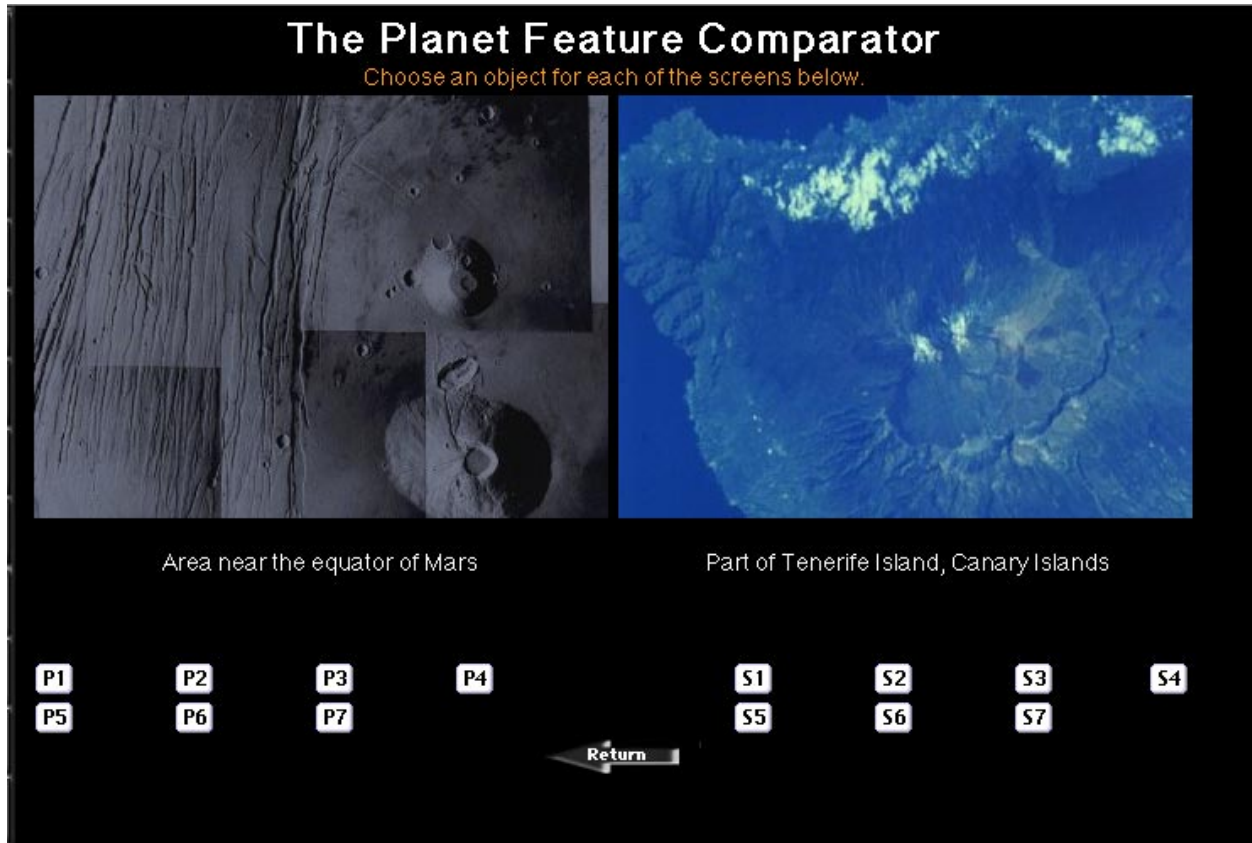 The Planet Feature Comparator
Choose an object for each of the screens below.
Area near the equator of Mars
Part of Tenerife Island, Canary Islands
P1 P2 P3 P4 S1 S2 S3 S4
P5 P6 P7 S5 S6 S7
Return